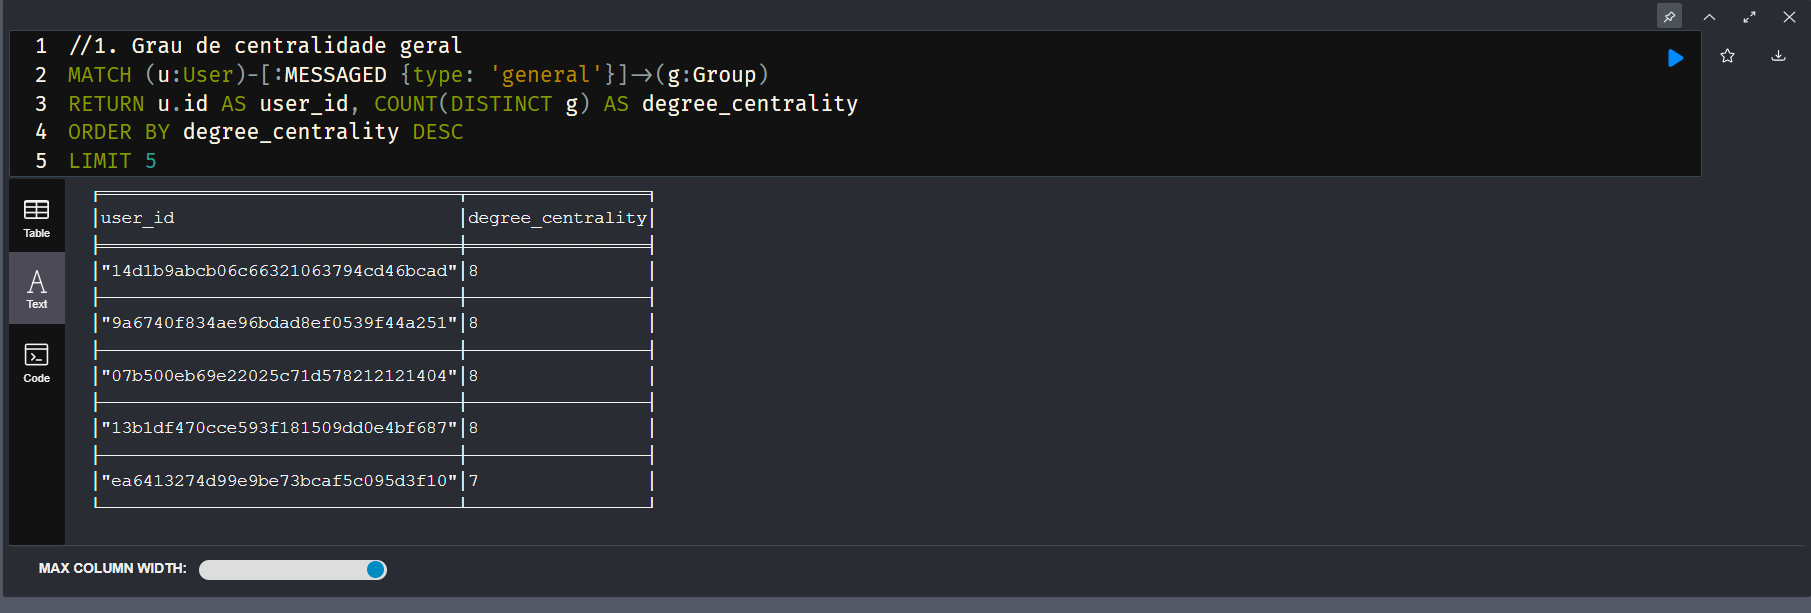 1 //1. Grau de centralidade geral
2 MATCH (u:User)-[:MESSAGED {type: 'general'}]->(g:Group)
3 RETURN u.id AS user_id, COUNT(DISTINCT g) AS degree_centrality
4 ORDER BY degree_centrality DESC
5 LIMIT 5
Table
Text
Code
user_id degree_centrality
"14d1b9abcb06c66321063794cd46bcad" 8
"9a6740f834ae96bdad8ef0539f44a251" 8
"07b500eb69e22025c71d578212121404" 8
"13b1df470cce593f181509dd0e4bf687" 8
"ea6413274d99e9be73bcaf5c095d3f10" 7
MAX COLUMN WIDTH: